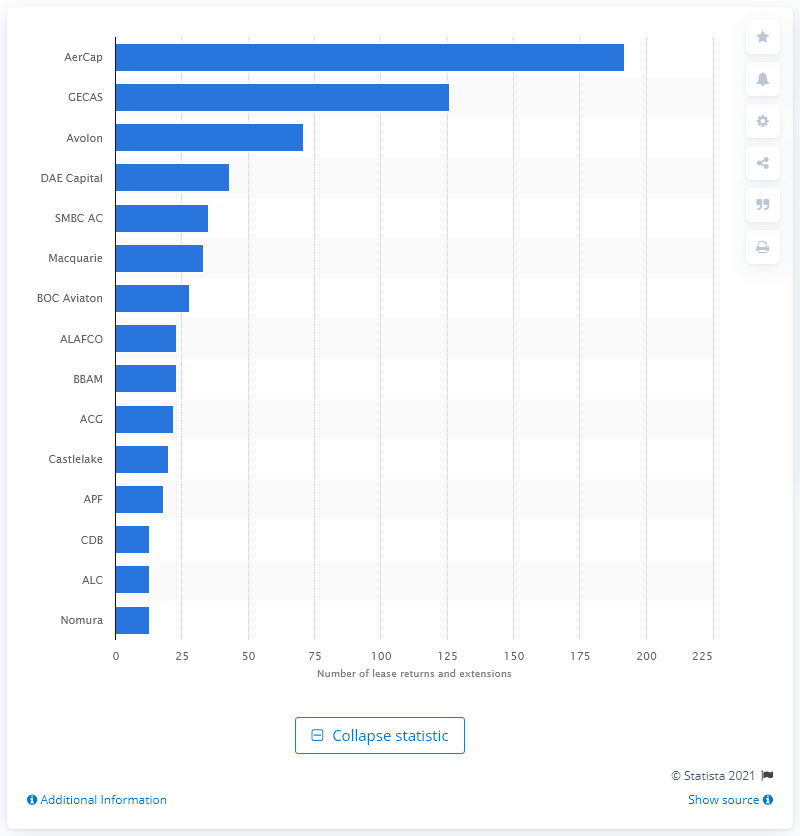 AerCap
GECAS
Avolon
DAE Capital
SMBC AC
Macquarie
BOC Aviaton
ALAFCO
BBAM
ACG
Castlelake
APF
CDB
ALC
Nomura
0 25 50 75 100 125 150 175 200 225
Number of lease returns and extensions
Collapse statistic
© Statista 2021
Additional Information
Show source